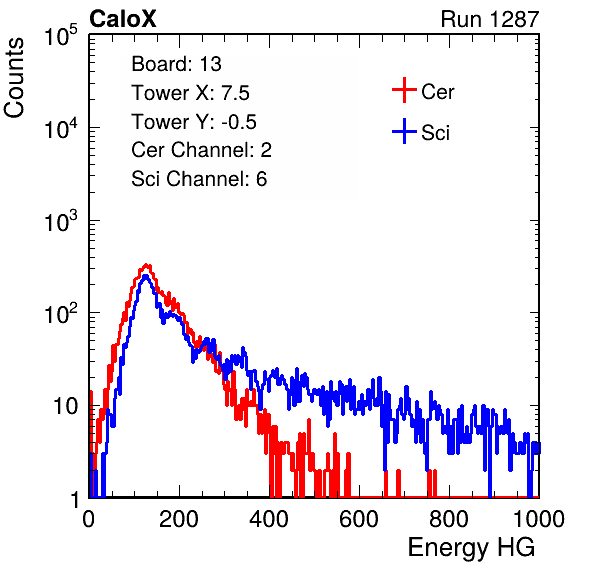 CaloX Run 1287
Counts
10^5
10^4
10^3
10^2
10
1
Board: 13
Tower X: 7.5
Tower Y: -0.5
Cer Channel: 2
Sci Channel: 6
Cer
Sci
0 200 400 600 800 1000
Energy HG